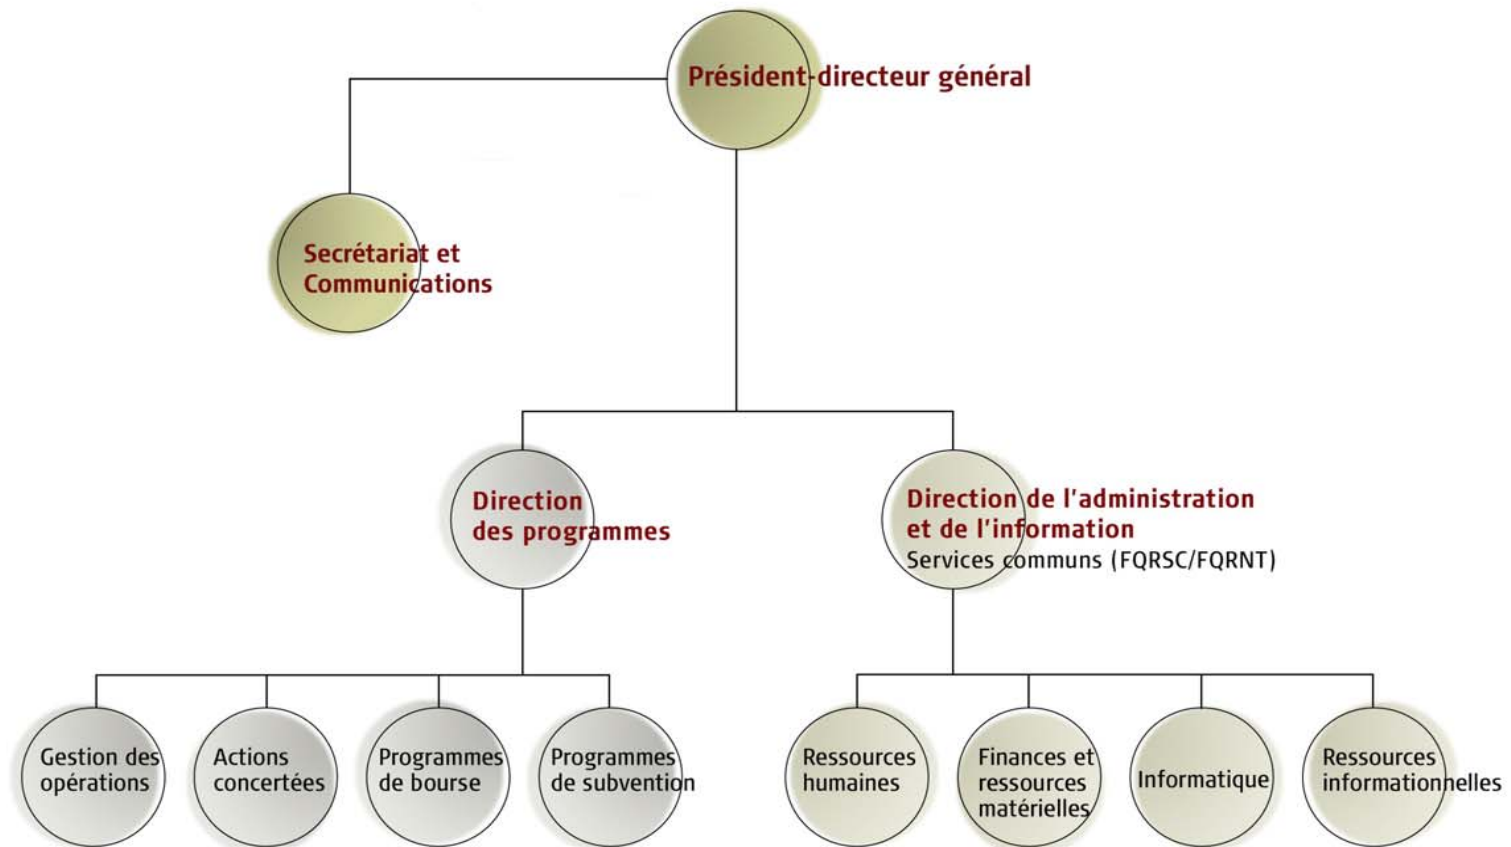 Président-directeur général
Secrétariat et
Communications
Direction
des programmes
Direction de l'administration
et de l'information
Services communs (FQRSC/FQRNT)
Gestion des
opérations
Actions
concertées
Programmes
de bourse
Programmes
de subvention
Ressources
humaines
Finances et
ressources
matérielles
Informatique
Ressources
informationnelles